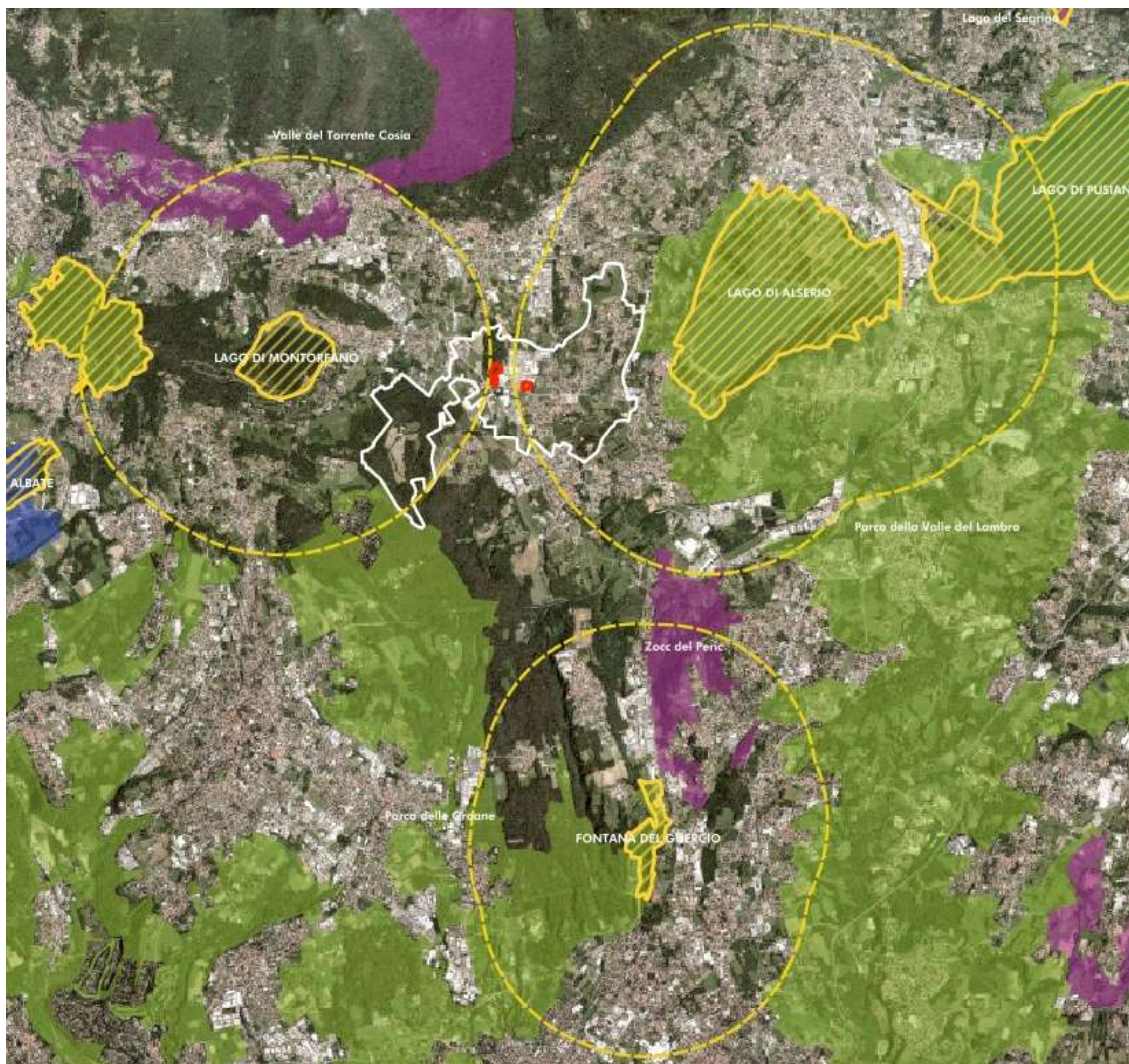 Lago del Segrino
Valle del Torrente Cosia
LAGO DI PUSIAN
LAGO DI ALSERIO
LAGO DI MONTORFANO
ALBATE
Parco della Valle del Lambro
Zocc del Peric
Parco delle Groane
FONTANA DEL GUERCIO